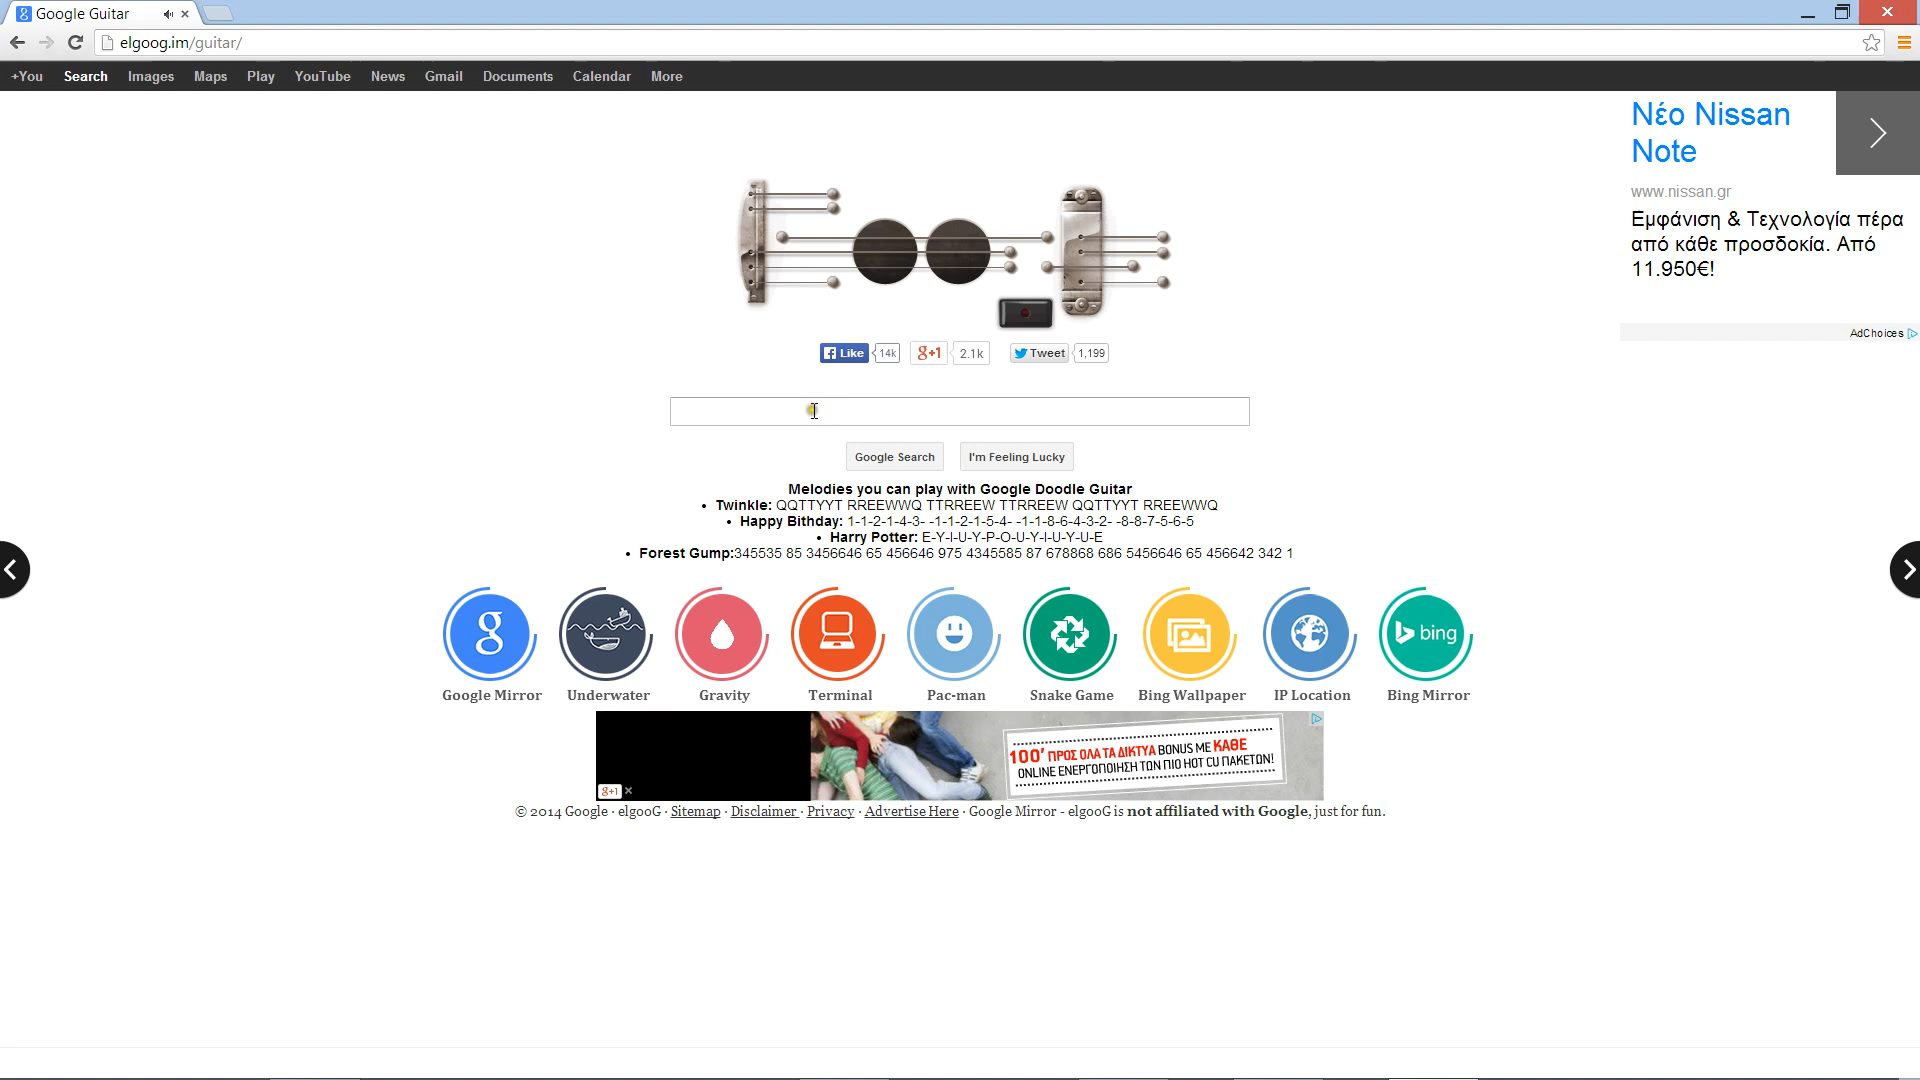 Google Guitar
elgoog.im/guitar/
+You Search Images Maps Play YouTube News Gmail Documents Calendar More
Νέο Nissan
Note
www.nissan.gr
Εμφάνιση & Τεχνολογία πέρα
από κάθε προσδοκία. Από
11.950€!
AdChoices
Like 14k g+1 2.1k Tweet 1,199
Google Search I'm Feeling Lucky
Melodies you can play with Google Doodle Guitar
• Twinkle: QQTTYYT RREEWWQ TTRREEW TTRREEW QQTTYYT RREEWWQ
• Happy Bithday: 1-1-2-1-4-3- -1-1-2-1-5-4- -1-1-8-6-4-3-2- -8-8-7-5-6-5
• Harry Potter: E-Y-I-U-Y-P-O-U-Y-I-U-Y-U-E
• Forest Gump:345535 85 3456646 65 456646 975 4345585 87 678868 686 5456646 65 456642 342 1
g bing
Google Mirror Underwater Gravity Terminal Pac-man Snake Game Bing Wallpaper IP Location Bing Mirror
100' ΠΡΟΣ ΟΛΑ ΤΑ ΔΙΚΤΥΑ BONUS ΜΕ ΚΑΘΕ
ONLINE ΕΝΕΡΓΟΠΟΙΗΣΗ ΤΩΝ ΠΙΟ HOT CU ΠΑΚΕΤΩΝ!
g+1
© 2014 Google · elgooG · Sitemap · Disclaimer · Privacy · Advertise Here · Google Mirror - elgooG is not affiliated with Google, just for fun.